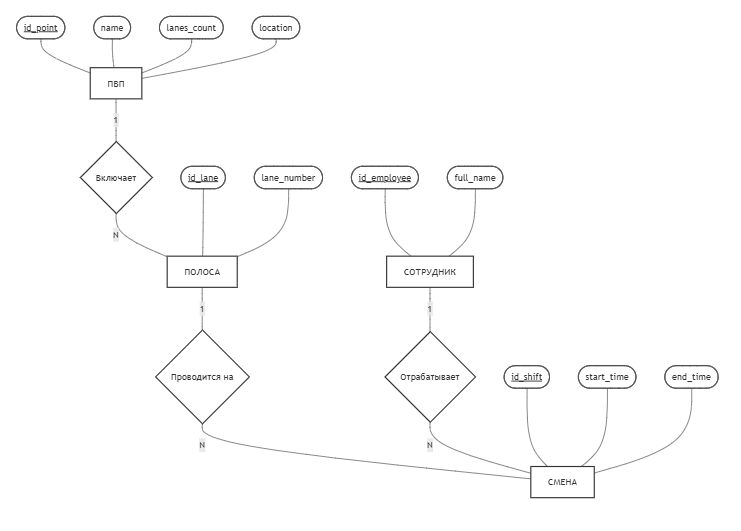 id_point
name
lanes_count
location
ПВП
1
Включает
id_lane
lane_number
id_employee
full_name
N
ПОЛОСА
СОТРУДНИК
1
1
Проводится на
Отрабатывает
id_shift
start_time
end_time
N
N
СМЕНА